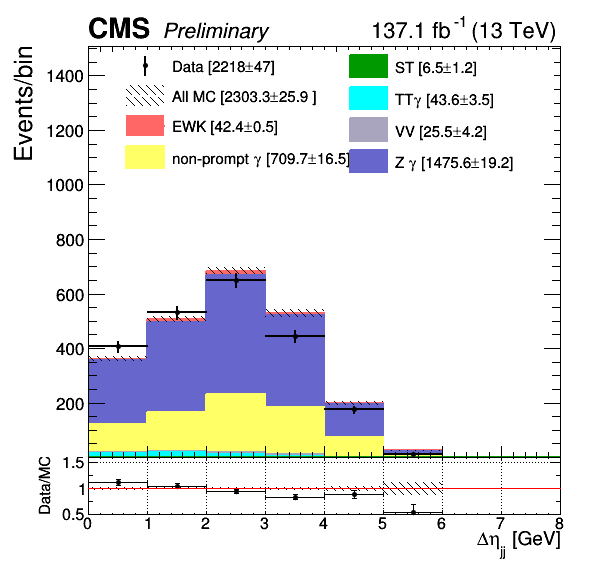 CMS Preliminary 137.1 fb⁻¹ (13 TeV)
Events/bin
1400
1200
1000
800
600
400
200
Data [2218±47]
All MC [2303.3±25.9 ]
EWK [42.4±0.5]
non-prompt γ [709.7±16.5]
ST [6.5±1.2]
TTγ [43.6±3.5]
VV [25.5±4.2]
Z γ [1475.6±19.2]
Data/MC
1.5
1
0.5
0 1 2 3 4 5 6 7 8
Δη_jj [GeV]